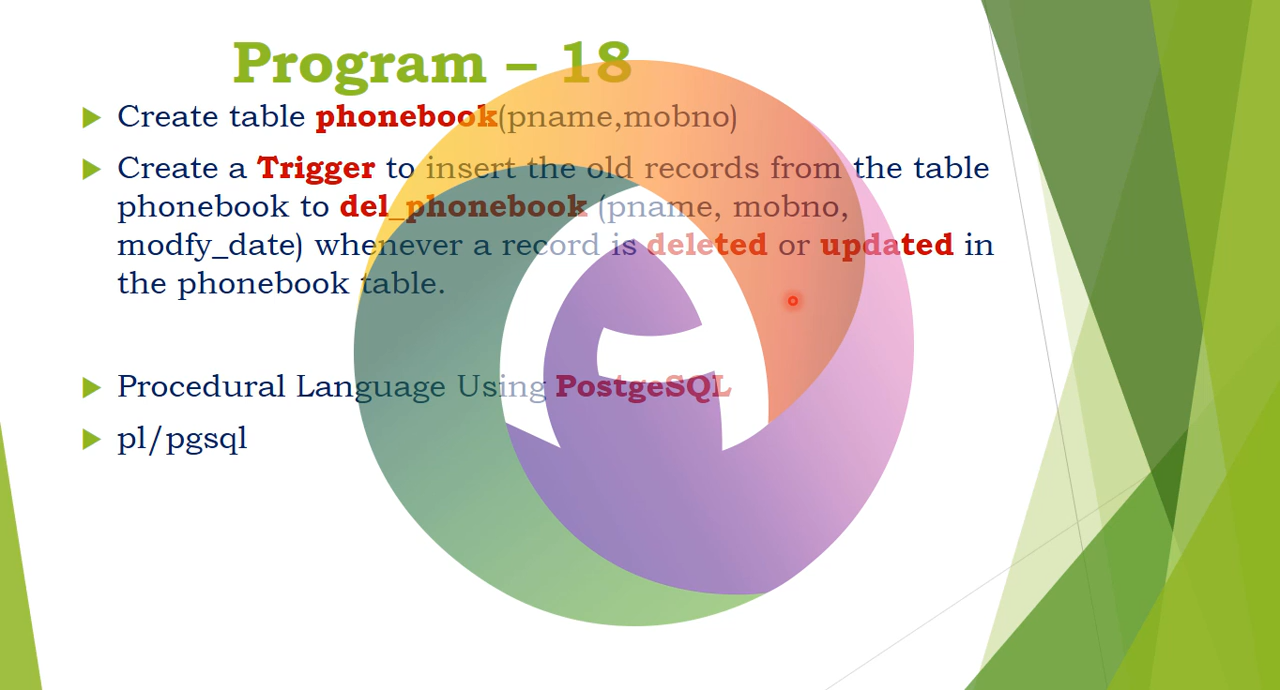 Program – 18
Create table phonebook(pname,mobno)
Create a Trigger to insert the old records from the table
phonebook to del_phonebook (pname, mobno,
modfy_date) whenever a record is deleted or updated in
the phonebook table.
Procedural Language Using PostgeSQL
pl/pgsql